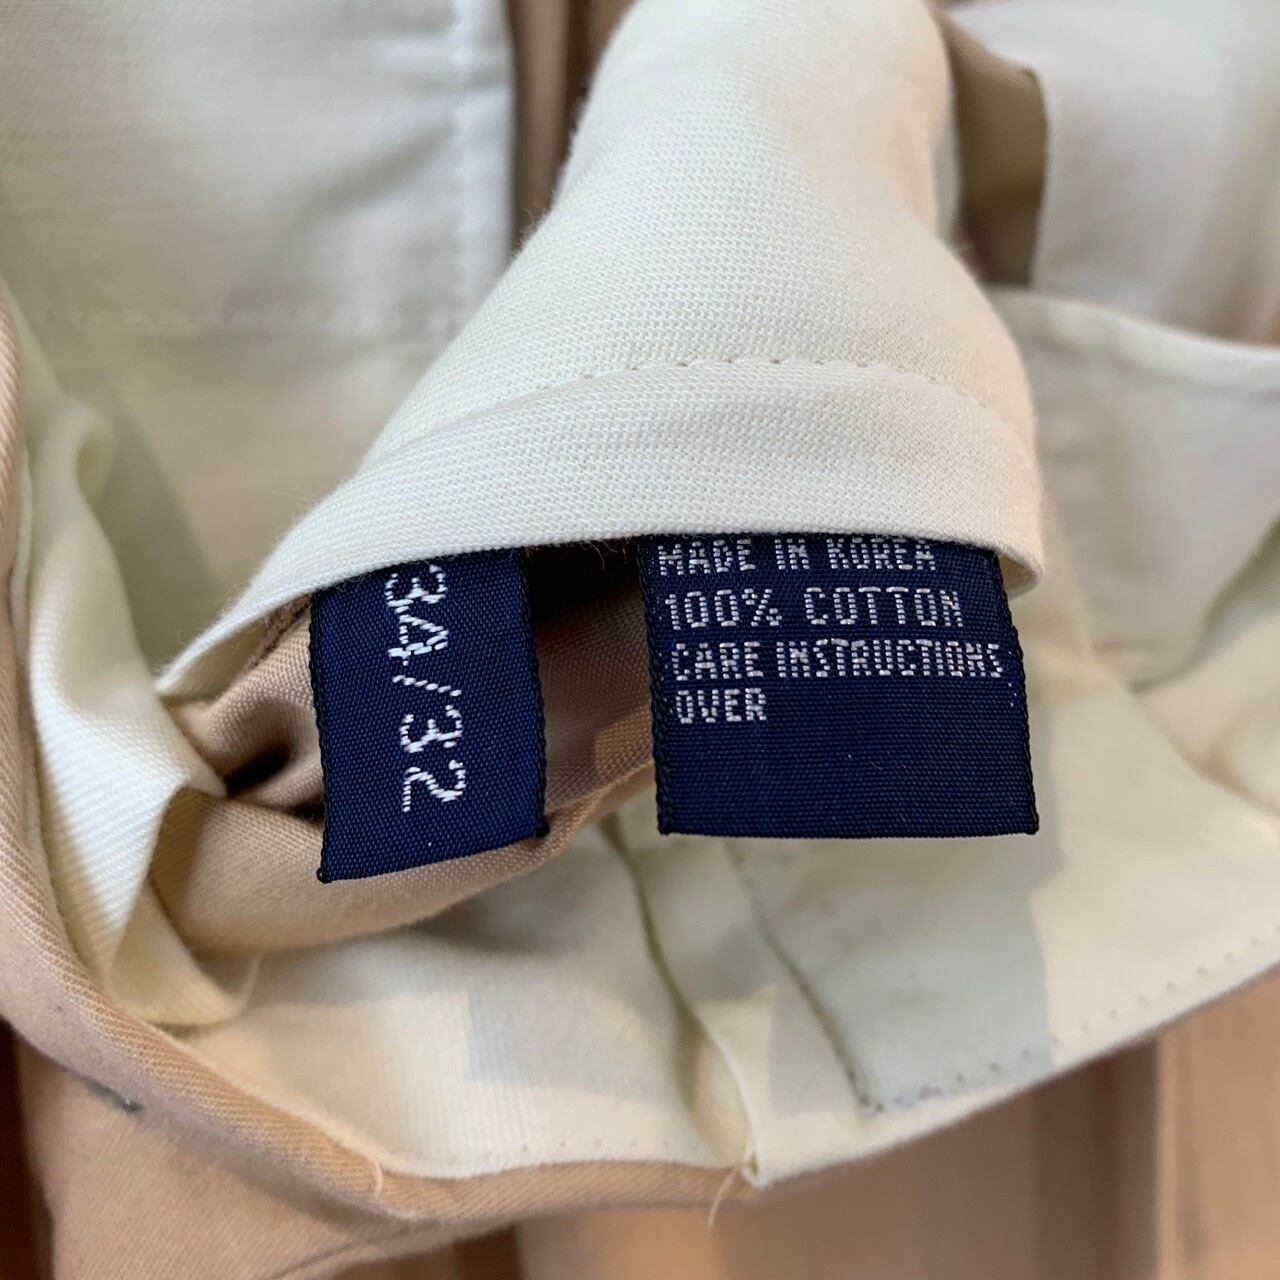 34/32
MADE IN KOREA
100% COTTON
CARE INSTRUCTIONS
OVER